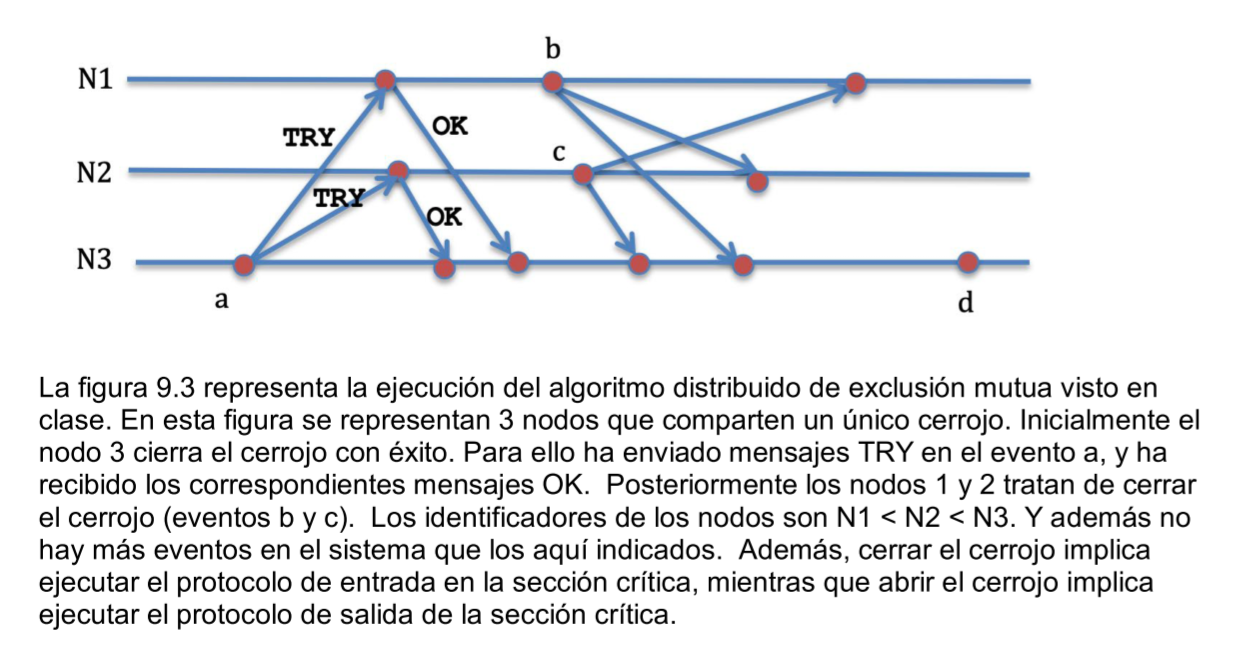 b
N1
TRY
OK
c
N2
TRY
OK
N3
a
d
La figura 9.3 representa la ejecución del algoritmo distribuido de exclusión mutua visto en
clase. En esta figura se representan 3 nodos que comparten un único cerrojo. Inicialmente el
nodo 3 cierra el cerrojo con éxito. Para ello ha enviado mensajes TRY en el evento a, y ha
recibido los correspondientes mensajes OK. Posteriormente los nodos 1 y 2 tratan de cerrar
el cerrojo (eventos b y c). Los identificadores de los nodos son N1 < N2 < N3. Y además no
hay más eventos en el sistema que los aquí indicados. Además, cerrar el cerrojo implica
ejecutar el protocolo de entrada en la sección crítica, mientras que abrir el cerrojo implica
ejecutar el protocolo de salida de la sección crítica.